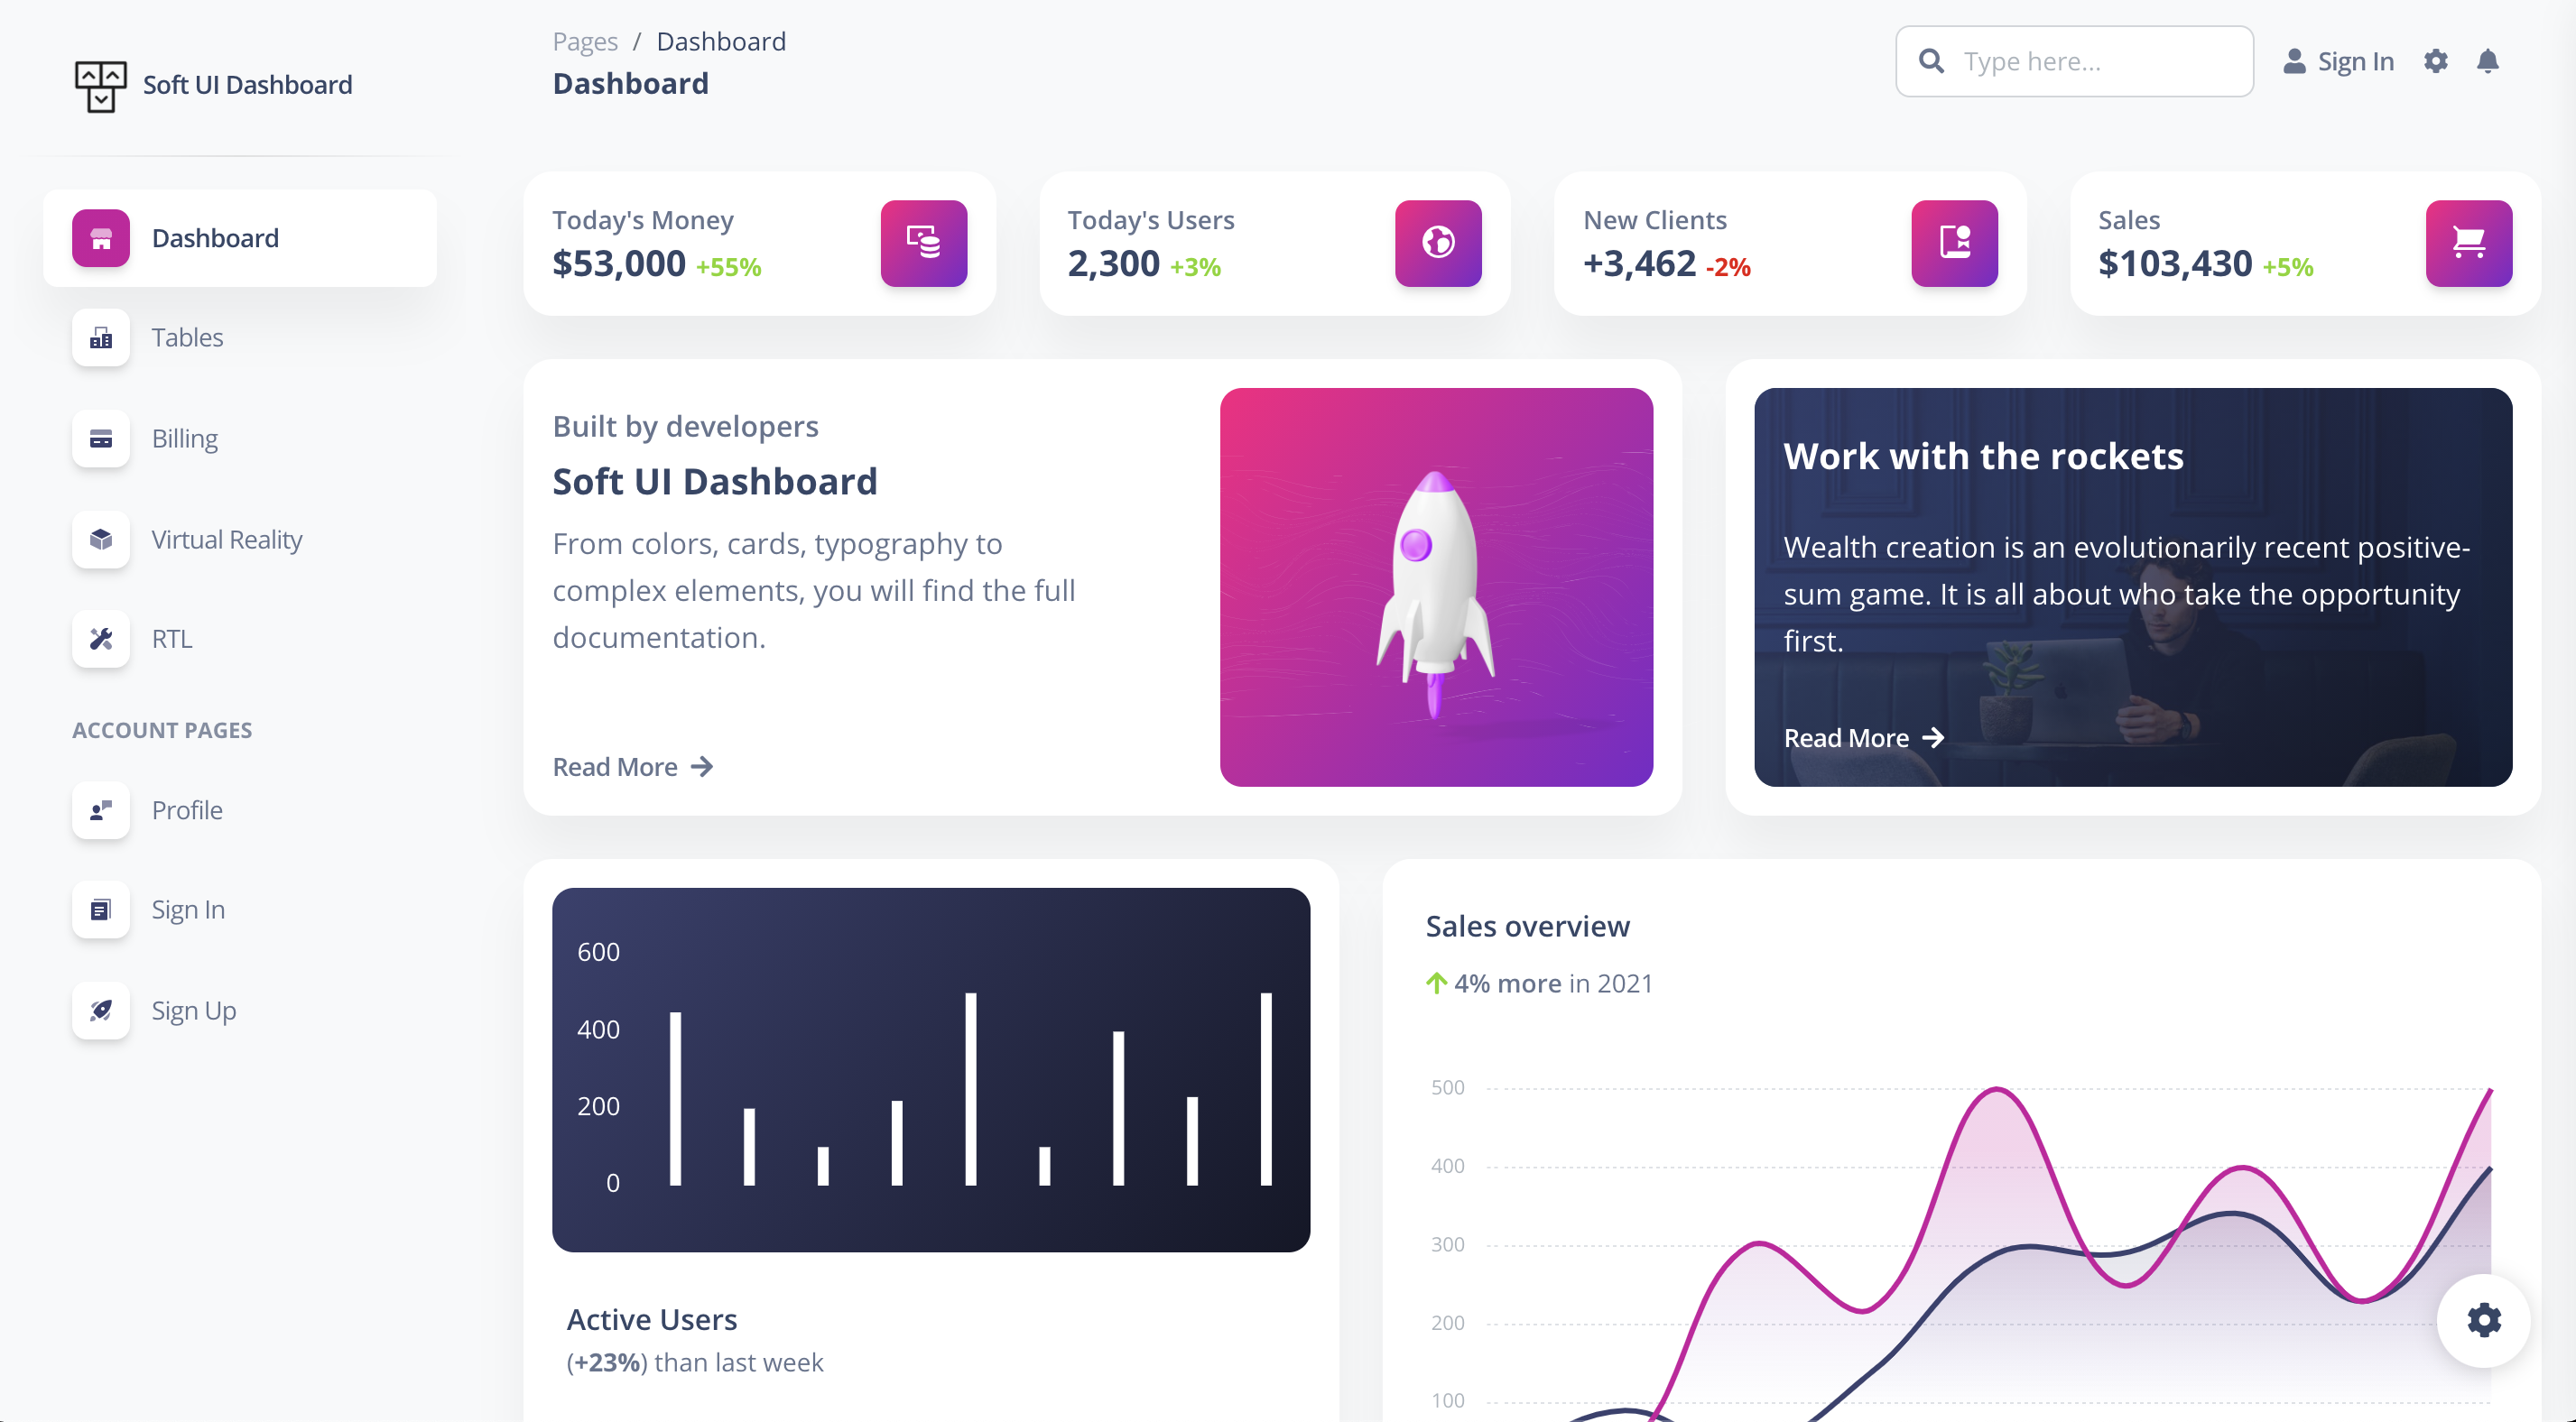 Soft UI Dashboard
Dashboard
Tables
Billing
Virtual Reality
RTL
ACCOUNT PAGES
Profile
Sign In
Sign Up
Pages / Dashboard
Dashboard
Type here...
Sign In
Today's Money
$53,000 +55%
Today's Users
2,300 +3%
New Clients
+3,462 -2%
Sales
$103,430 +5%
Built by developers
Soft UI Dashboard
From colors, cards, typography to
complex elements, you will find the full
documentation.
Read More
Work with the rockets
Wealth creation is an evolutionarily recent positive-
sum game. It is all about who take the opportunity
first.
Read More
600
400
200
0
Active Users
(+23%) than last week
Sales overview
4% more in 2021
500
400
300
200
100